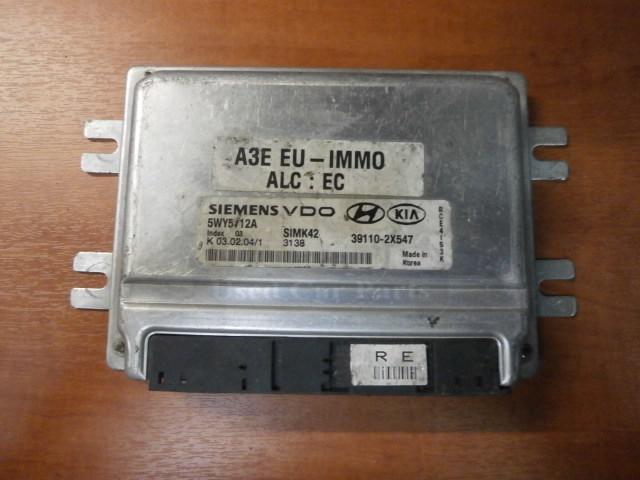 A3E EU-IMMO
ALC : EC
SIEMENS VDO KIA
5WY5712A
Index 03 SIMK42 39110-2X547
K 03.02.04/1 3138
Made in Korea
RCE4IS3K
R E